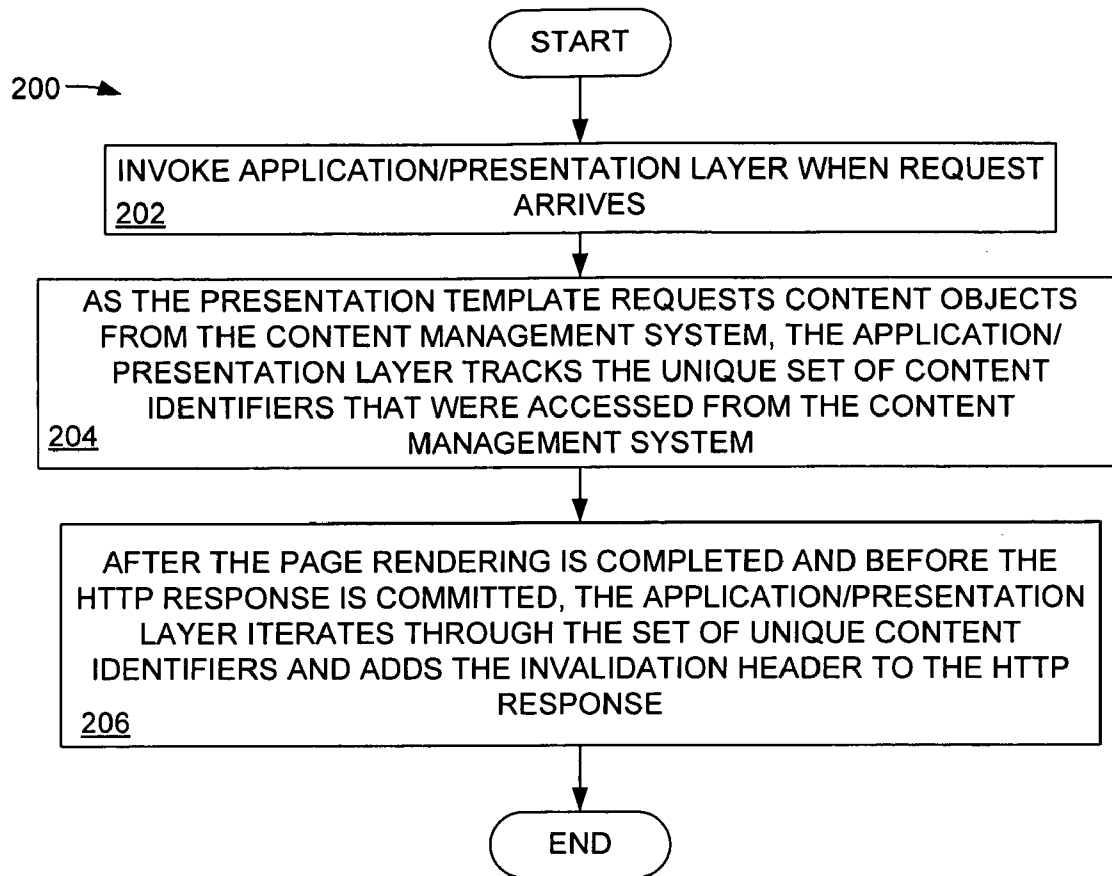 START
200
INVOKE APPLICATION/PRESENTATION LAYER WHEN REQUEST
ARRIVES
202
AS THE PRESENTATION TEMPLATE REQUESTS CONTENT OBJECTS
FROM THE CONTENT MANAGEMENT SYSTEM, THE APPLICATION/
PRESENTATION LAYER TRACKS THE UNIQUE SET OF CONTENT
IDENTIFIERS THAT WERE ACCESSED FROM THE CONTENT
MANAGEMENT SYSTEM
204
AFTER THE PAGE RENDERING IS COMPLETED AND BEFORE THE
HTTP RESPONSE IS COMMITTED, THE APPLICATION/PRESENTATION
LAYER ITERATES THROUGH THE SET OF UNIQUE CONTENT
IDENTIFIERS AND ADDS THE INVALIDATION HEADER TO THE HTTP
RESPONSE
206
END